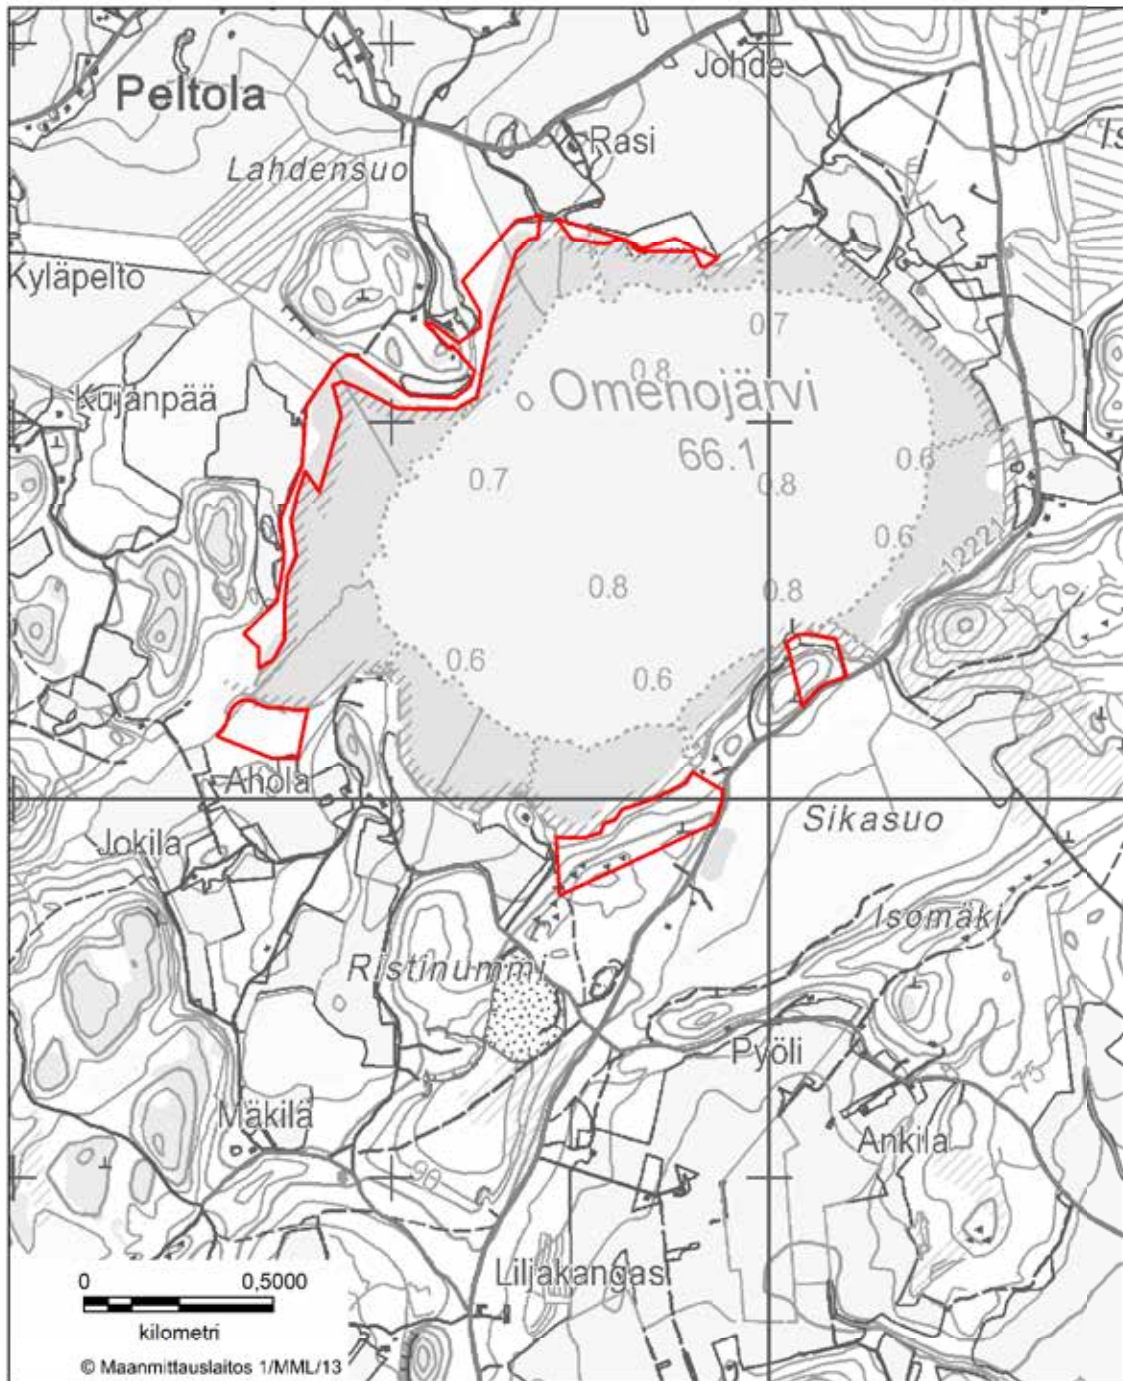 Johde
Peltola
Rasi
Is
Lahdensuo
Kyläpelto
0.7
0.8
Kujanpää
Omenojärvi
66.1
0.6
0.7
0.8
0.6
12221
0.8
0.8
0.6
0.6
Ahola
Sikasuo
Jokila
Isomäki
Ristinummi
Pyöli
75
Mäkilä
Ankila
Liljakangas
0 0,5000
kilometri
© Maanmittauslaitos 1/MML/13